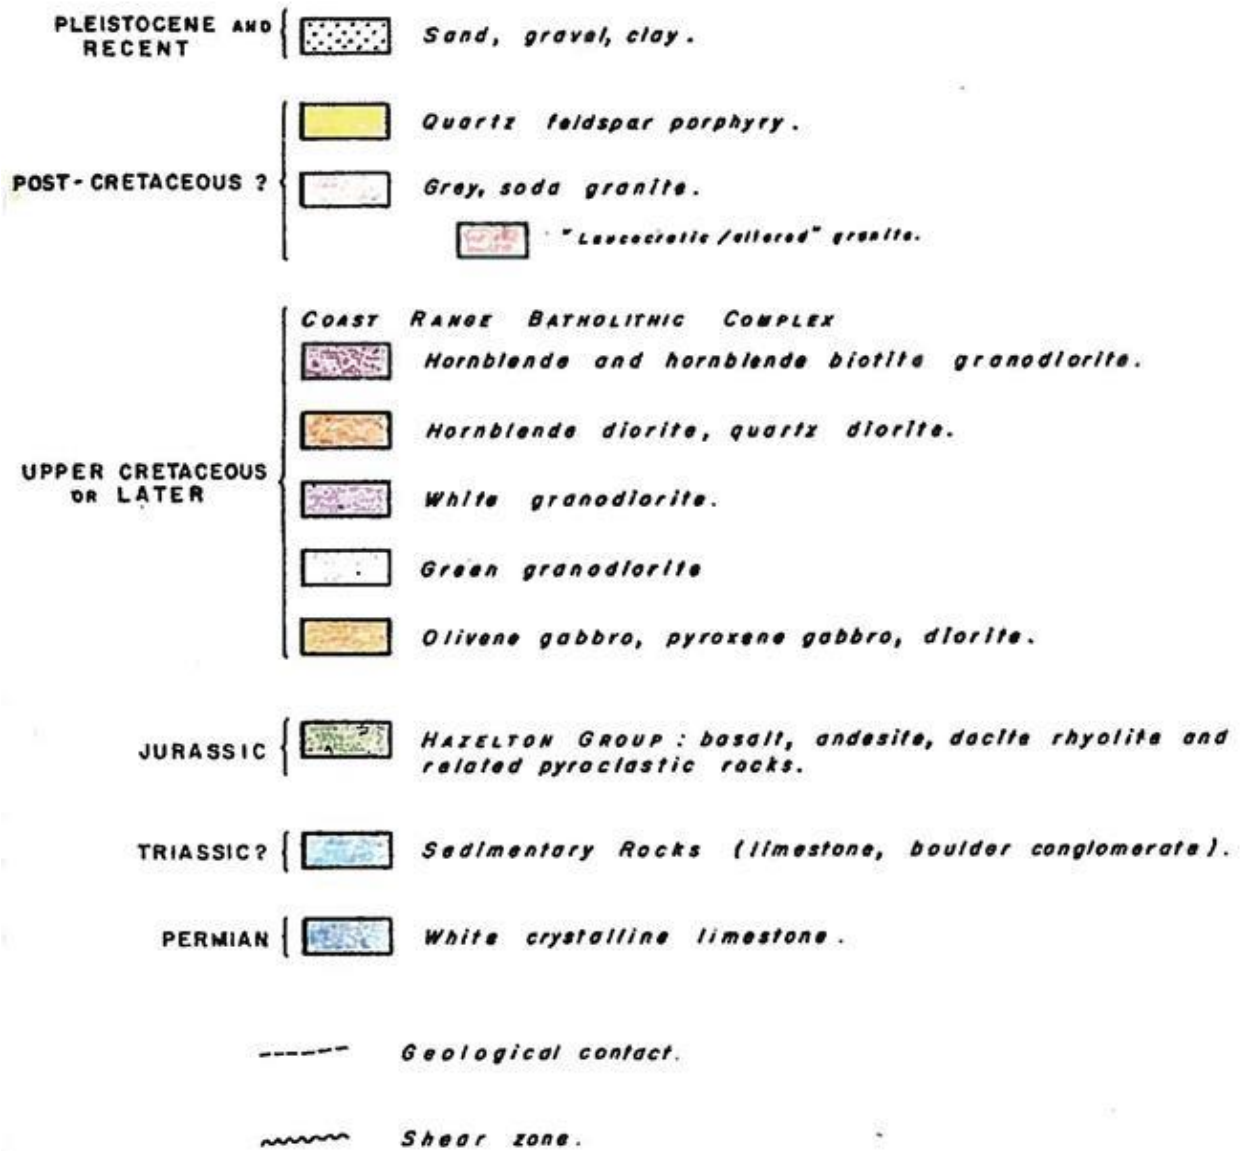 PLEISTOCENE AND
RECENT
Sand, gravel, clay.
POST-CRETACEOUS ?
Quartz feldspar porphyry.
Grey, soda granite.
"Leucocratic/altered" granite.
UPPER CRETACEOUS
OR LATER
COAST RANGE BATHOLITHIC COMPLEX
Hornblende and hornblende biotite granodiorite.
Hornblende diorite, quartz diorite.
White granodiorite.
Green granodiorite
Olivene gabbro, pyroxene gabbro, diorite.
JURASSIC
HAZELTON GROUP: basalt, andesite, dacite rhyolite and
related pyroclastic rocks.
TRIASSIC?
Sedimentary Rocks (limestone, boulder conglomerate).
PERMIAN
White crystalline limestone.
Geological contact.
Shear zone.